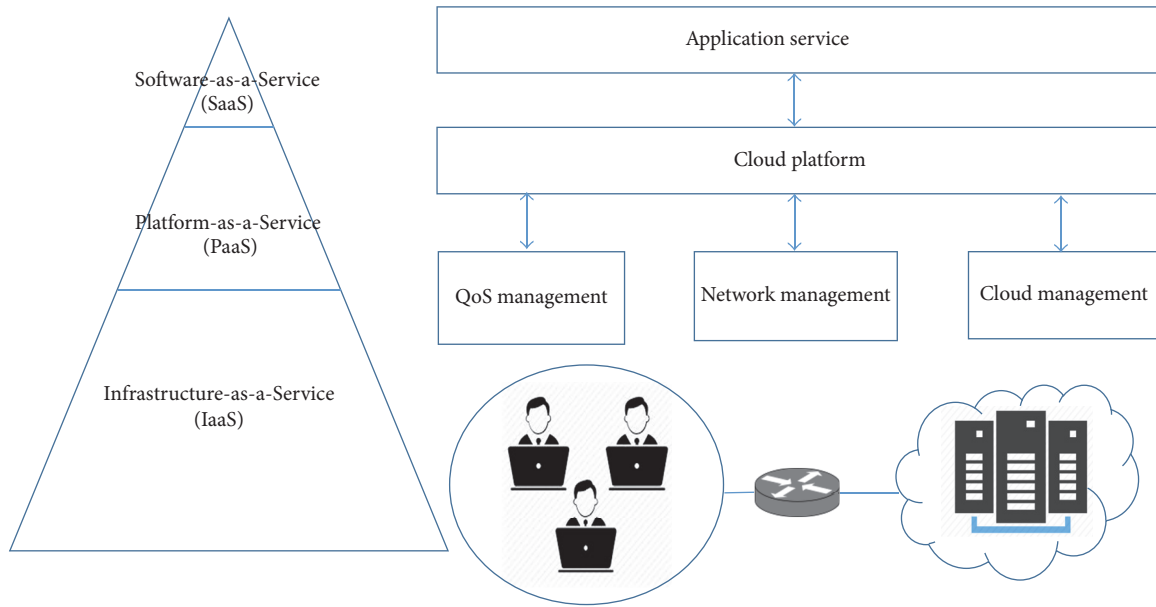 Software-as-a-Service
(SaaS)
Platform-as-a-Service
(PaaS)
Infrastructure-as-a-Service
(IaaS)
Application service
Cloud platform
QoS management
Network management
Cloud management